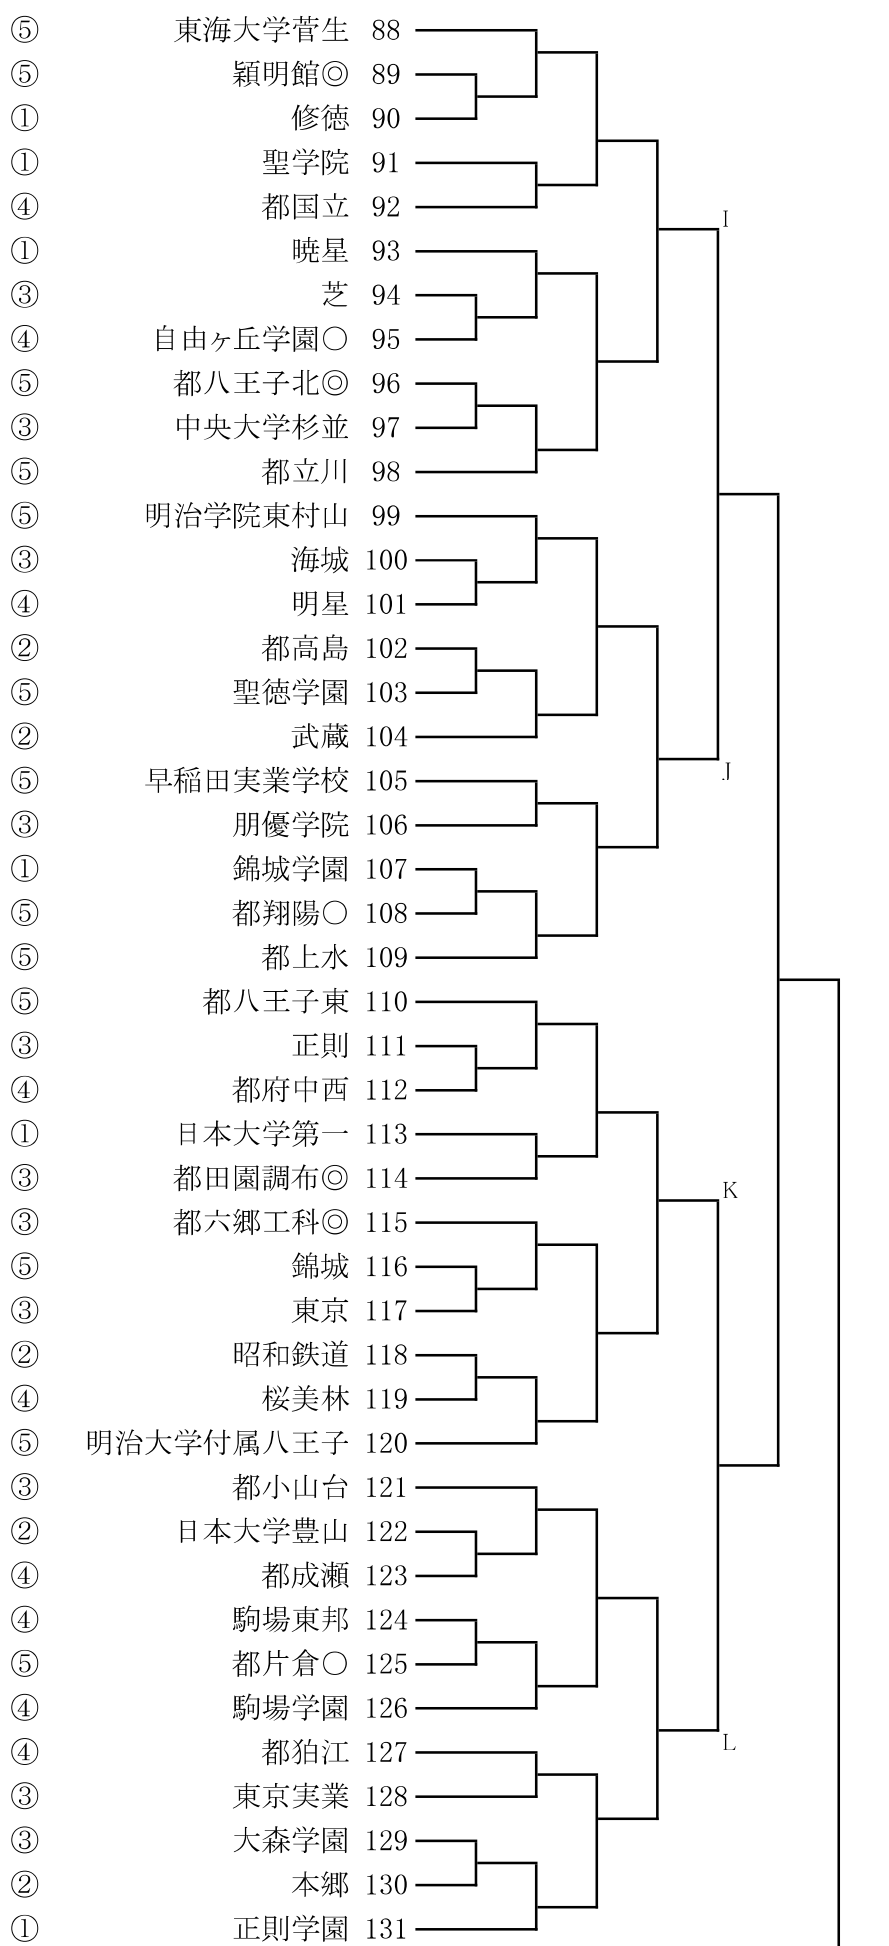 ⑤ 東海大学菅生 88
⑤ 穎明館◎ 89
① 修徳 90
① 聖学院 91
④ 都国立 92
I
① 暁星 93
③ 芝 94
④ 自由ヶ丘学園○ 95
⑤ 都八王子北◎ 96
③ 中央大学杉並 97
⑤ 都立川 98
⑤ 明治学院東村山 99
③ 海城 100
④ 明星 101
② 都高島 102
⑤ 聖徳学園 103
② 武蔵 104
J
⑤ 早稲田実業学校 105
③ 朋優学院 106
① 錦城学園 107
⑤ 都翔陽○ 108
⑤ 都上水 109
⑤ 都八王子東 110
③ 正則 111
④ 都府中西 112
① 日本大学第一 113
③ 都田園調布◎ 114
K
③ 都六郷工科◎ 115
⑤ 錦城 116
③ 東京 117
② 昭和鉄道 118
④ 桜美林 119
⑤ 明治大学付属八王子 120
③ 都小山台 121
② 日本大学豊山 122
④ 都成瀬 123
④ 駒場東邦 124
⑤ 都片倉○ 125
④ 駒場学園 126
L
④ 都狛江 127
③ 東京実業 128
③ 大森学園 129
② 本郷 130
① 正則学園 131